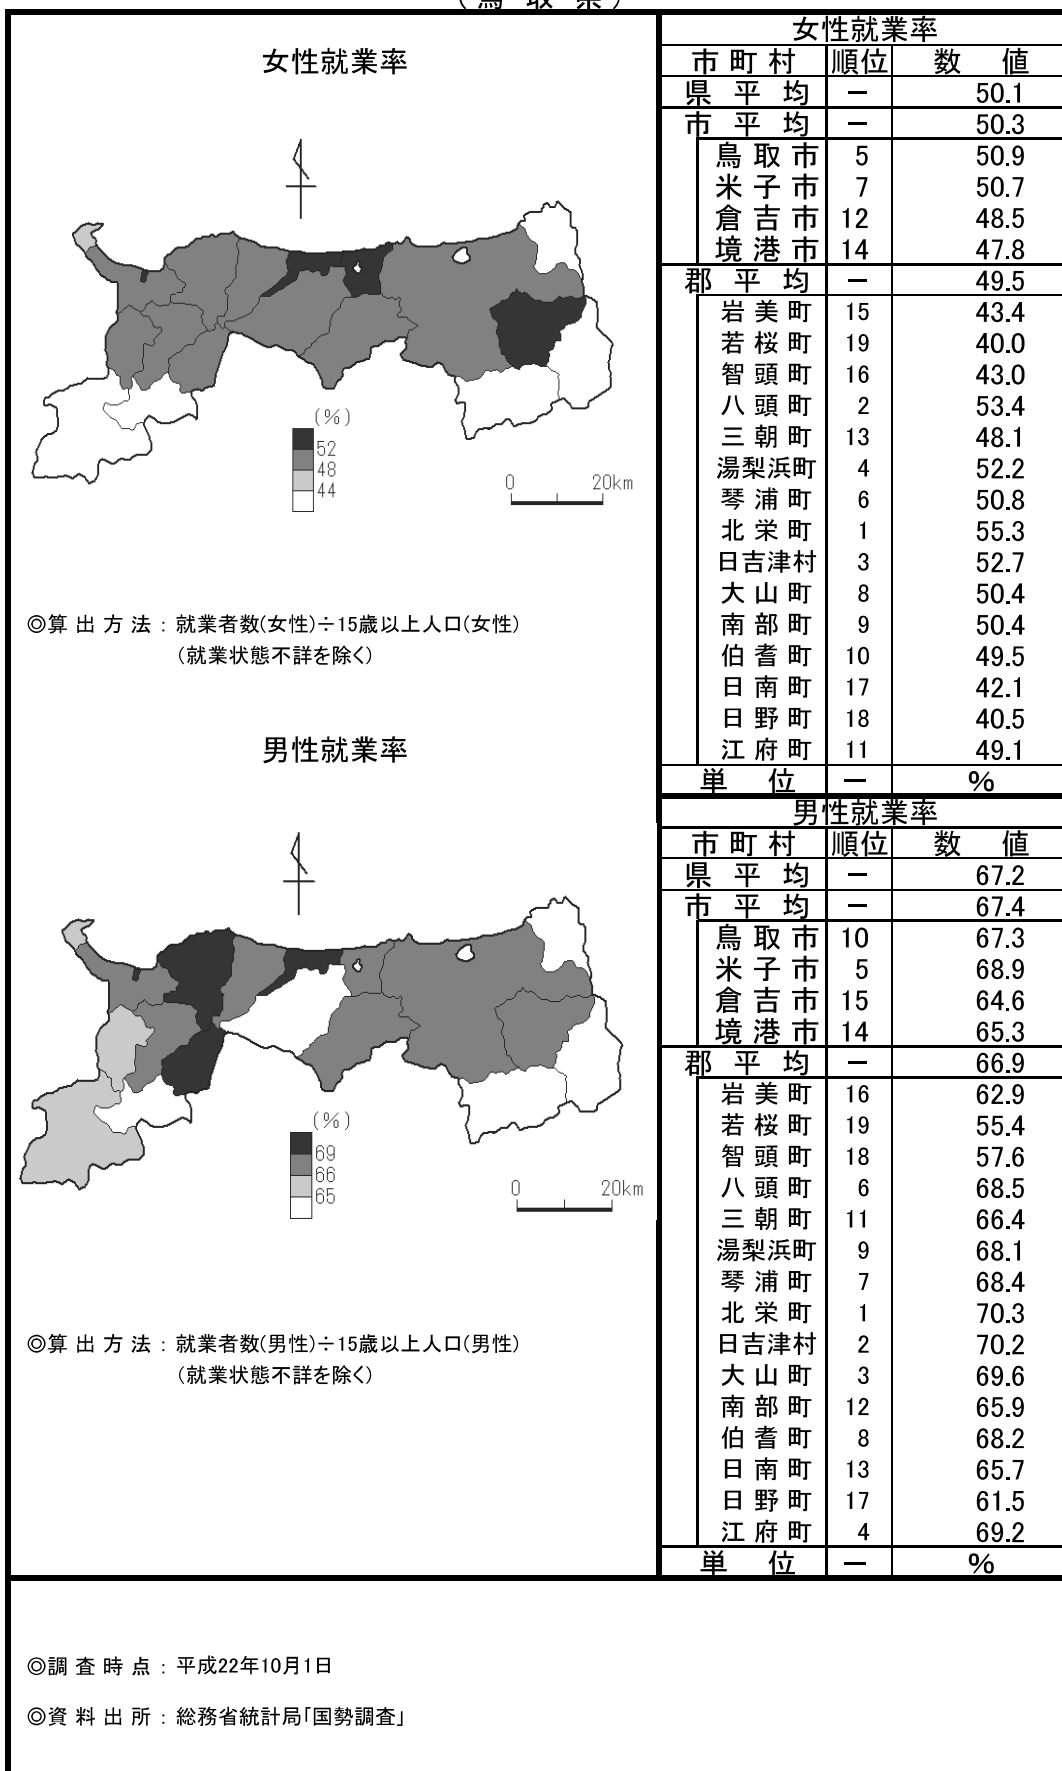 (鳥取県)
女性就業率
(%)
52
48
44
0 20km
◎算出方法：就業者数(女性)÷15歳以上人口(女性)
(就業状態不詳を除く)
男性就業率
(%)
69
66
65
0 20km
◎算出方法：就業者数(男性)÷15歳以上人口(男性)
(就業状態不詳を除く)
女性就業率
市町村 順位 数値
県平均 － 50.1
市平均 － 50.3
鳥取市 5 50.9
米子市 7 50.7
倉吉市 12 48.5
境港市 14 47.8
郡平均 － 49.5
岩美町 15 43.4
若桜町 19 40.0
智頭町 16 43.0
八頭町 2 53.4
三朝町 13 48.1
湯梨浜町 4 52.2
琴浦町 6 50.8
北栄町 1 55.3
日吉津村 3 52.7
大山町 8 50.4
南部町 9 50.4
伯耆町 10 49.5
日南町 17 42.1
日野町 18 40.5
江府町 11 49.1
単位 － %
男性就業率
市町村 順位 数値
県平均 － 67.2
市平均 － 67.4
鳥取市 10 67.3
米子市 5 68.9
倉吉市 15 64.6
境港市 14 65.3
郡平均 － 66.9
岩美町 16 62.9
若桜町 19 55.4
智頭町 18 57.6
八頭町 6 68.5
三朝町 11 66.4
湯梨浜町 9 68.1
琴浦町 7 68.4
北栄町 1 70.3
日吉津村 2 70.2
大山町 3 69.6
南部町 12 65.9
伯耆町 8 68.2
日南町 13 65.7
日野町 17 61.5
江府町 4 69.2
単位 － %
◎調査時点：平成22年10月1日
◎資料出所：総務省統計局「国勢調査」